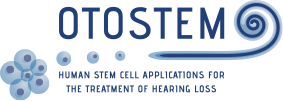 OTOSTEM
HUMAN STEM CELL APPLICATIONS FOR
THE TREATMENT OF HEARING LOSS